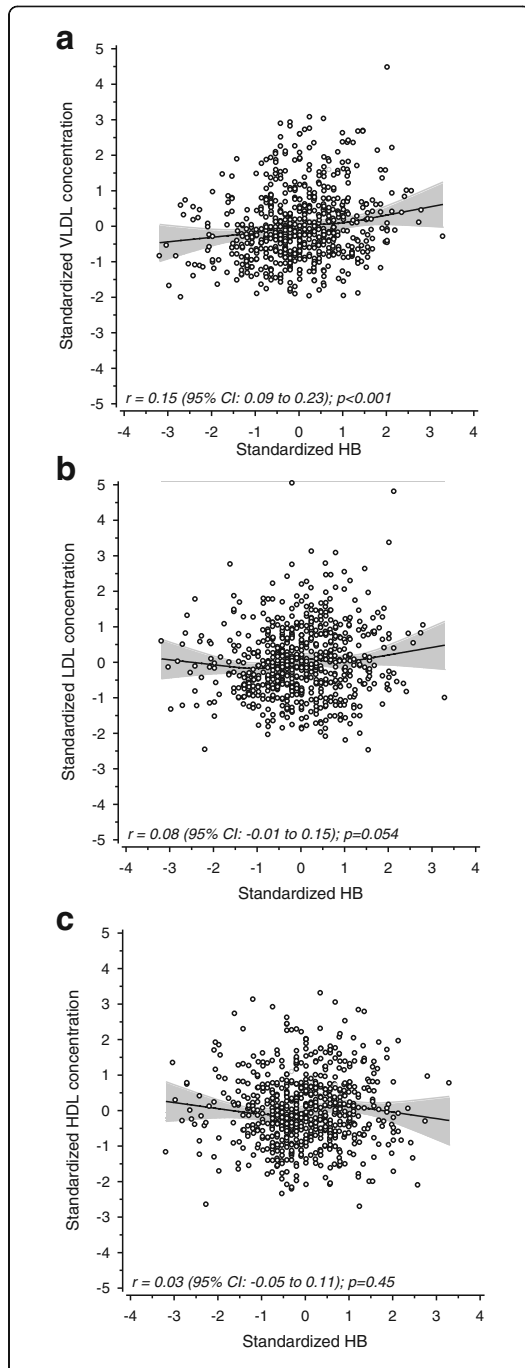 a
Standardized VLDL concentration
5
4
3
2
1
0
-1
-2
-3
-4
-5
r = 0.15 (95% CI: 0.09 to 0.23); p<0.001
-4 -3 -2 -1 0 1 2 3 4
Standardized HB
b
Standardized LDL concentration
5
4
3
2
1
0
-1
-2
-3
-4
-5
r = 0.08 (95% CI: -0.01 to 0.15); p=0.054
-4 -3 -2 -1 0 1 2 3 4
Standardized HB
c
Standardized HDL concentration
5
4
3
2
1
0
-1
-2
-3
-4
-5
r = 0.03 (95% CI: -0.05 to 0.11); p=0.45
-4 -3 -2 -1 0 1 2 3 4
Standardized HB